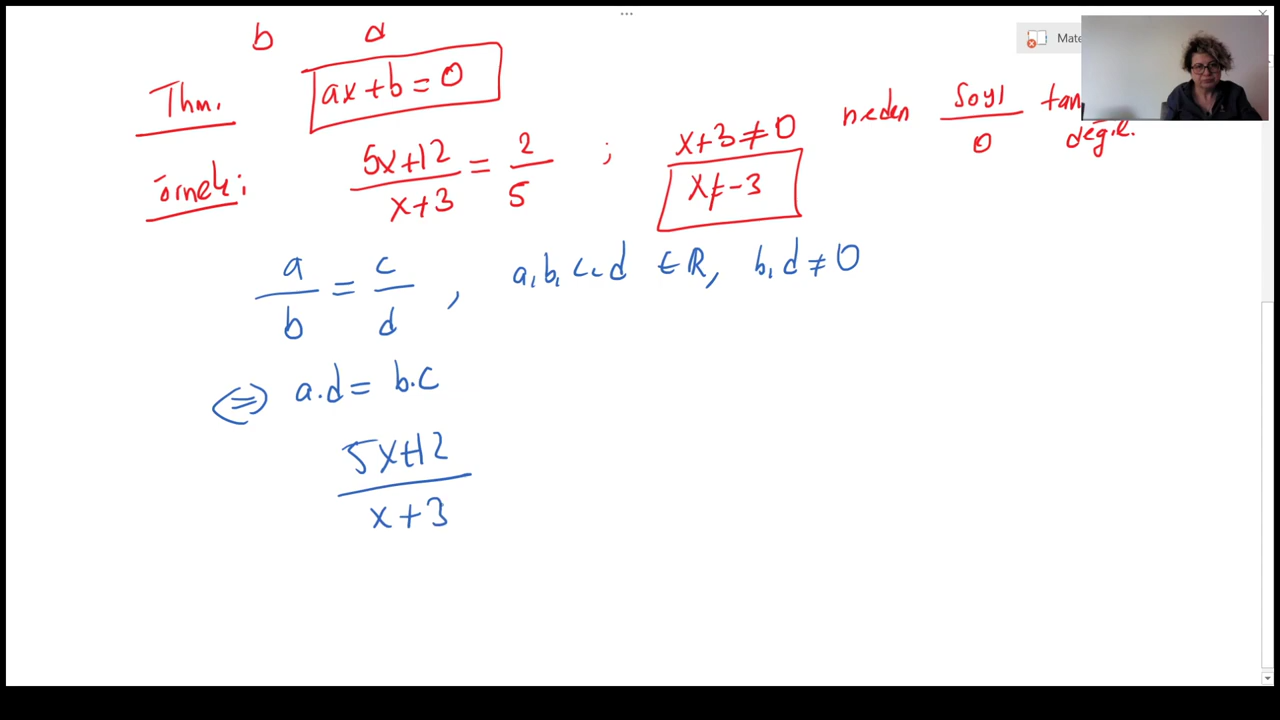 b d
Thm. ax+b=0
örnek: 5x+12/x+3 = 2/5 ; x+3≠0 neden sayı/0 tan
x≠-3 değil.
a/b = c/d , a, b, c, d ∈ ℝ, b, d ≠ 0
⇔ a.d = b.c
5x+12/x+3
Mate